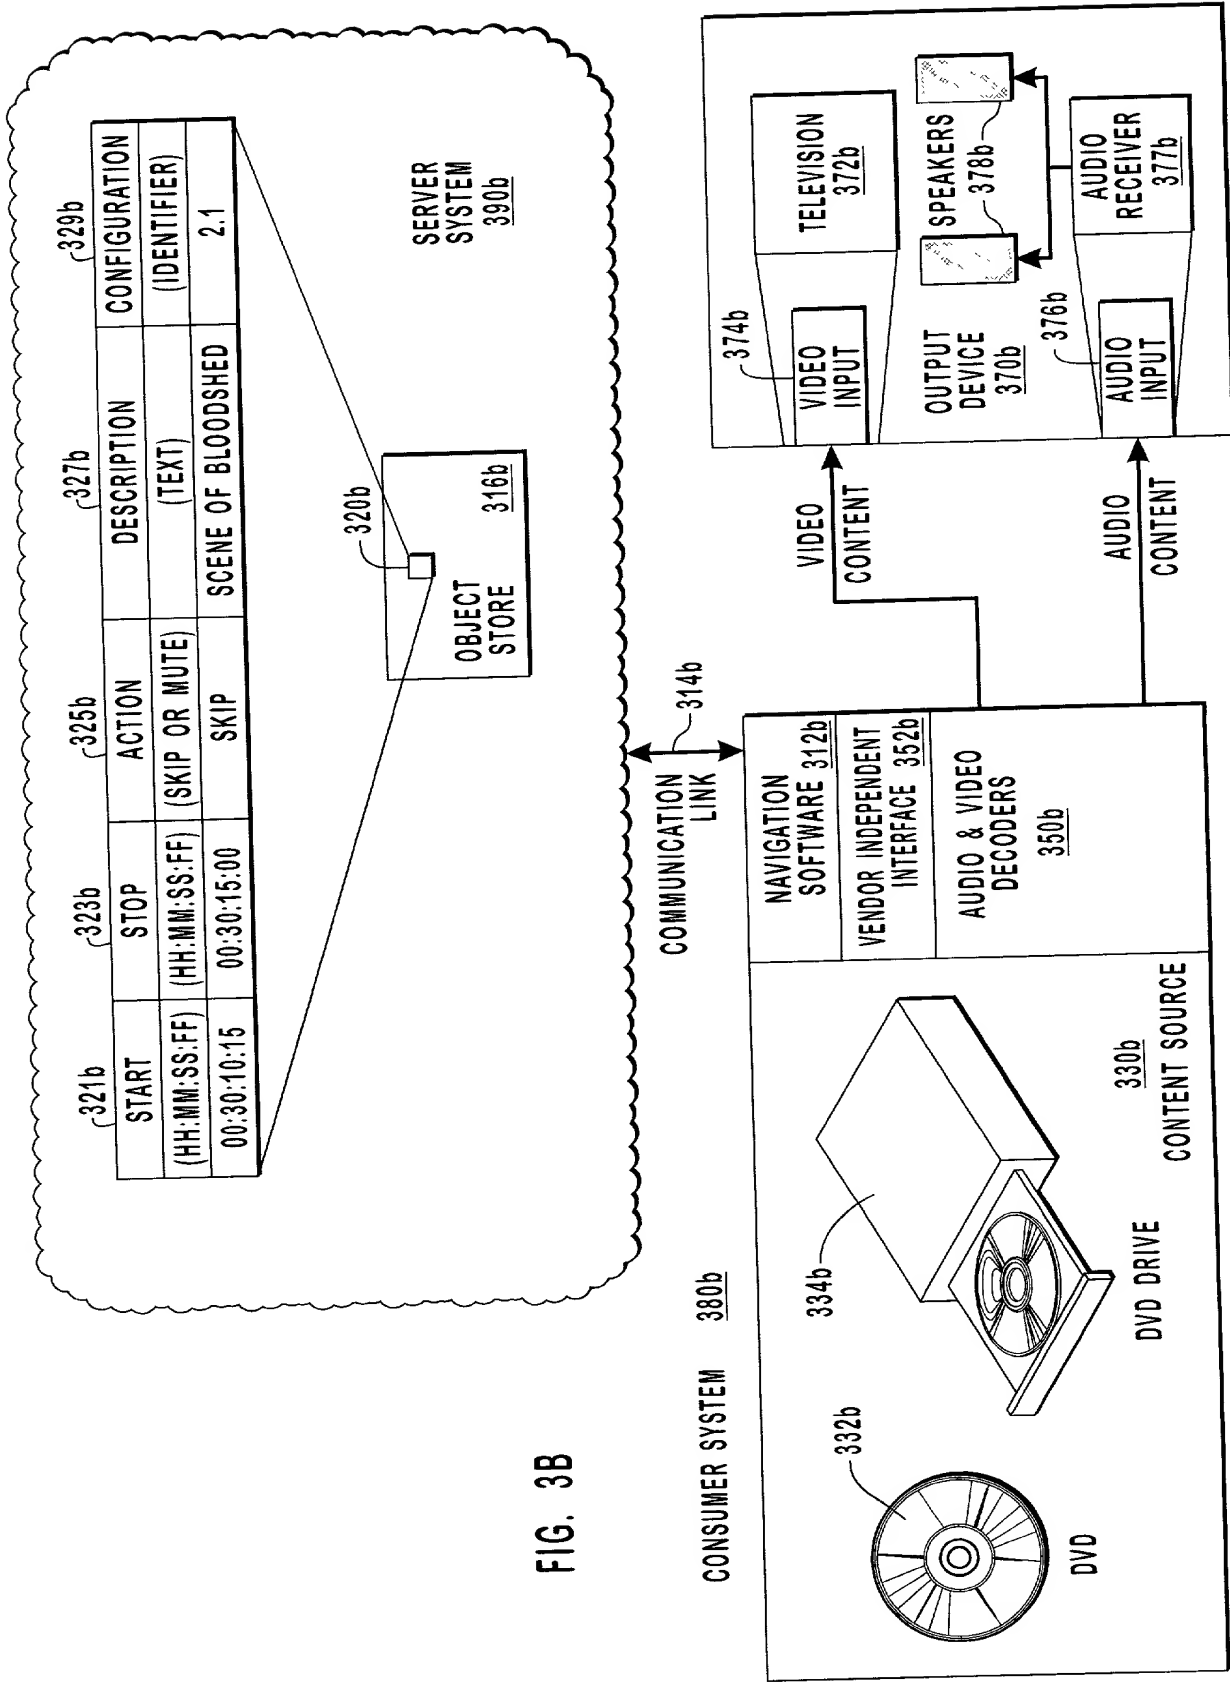 321b
323b
325b
327b
329b
START
STOP
ACTION
DESCRIPTION
CONFIGURATION
(HH:MM:SS:FF)
(HH:MM:SS:FF)
(SKIP OR MUTE)
(TEXT)
(IDENTIFIER)
00:30:10:15
00:30:15:00
SKIP
SCENE OF BLOODSHED
2.1
320b
OBJECT
STORE
316b
SERVER
SYSTEM
390b
FIG. 3B
COMMUNICATION
LINK
314b
CONSUMER SYSTEM 380b
332b
DVD
334b
DVD DRIVE
330b
CONTENT SOURCE
NAVIGATION
SOFTWARE 312b
VENDOR INDEPENDENT
INTERFACE 352b
AUDIO & VIDEO
DECODERS
350b
VIDEO
CONTENT
AUDIO
CONTENT
374b
VIDEO
INPUT
TELEVISION
372b
OUTPUT
DEVICE
370b
SPEAKERS
378b
376b
AUDIO
INPUT
AUDIO
RECEIVER
377b